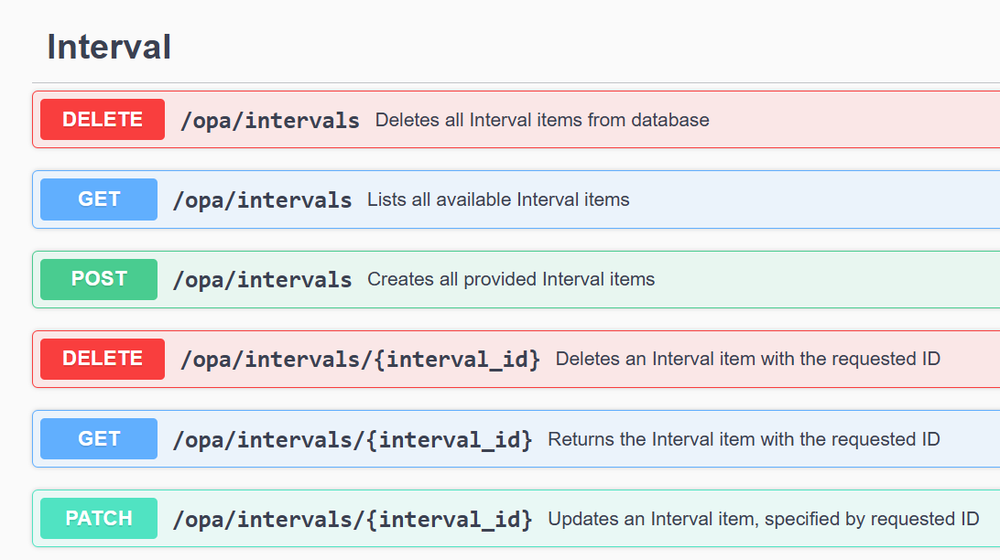 Interval
DELETE /opa/intervals Deletes all Interval items from database
GET /opa/intervals Lists all available Interval items
POST /opa/intervals Creates all provided Interval items
DELETE /opa/intervals/{interval_id} Deletes an Interval item with the requested ID
GET /opa/intervals/{interval_id} Returns the Interval item with the requested ID
PATCH /opa/intervals/{interval_id} Updates an Interval item, specified by requested ID